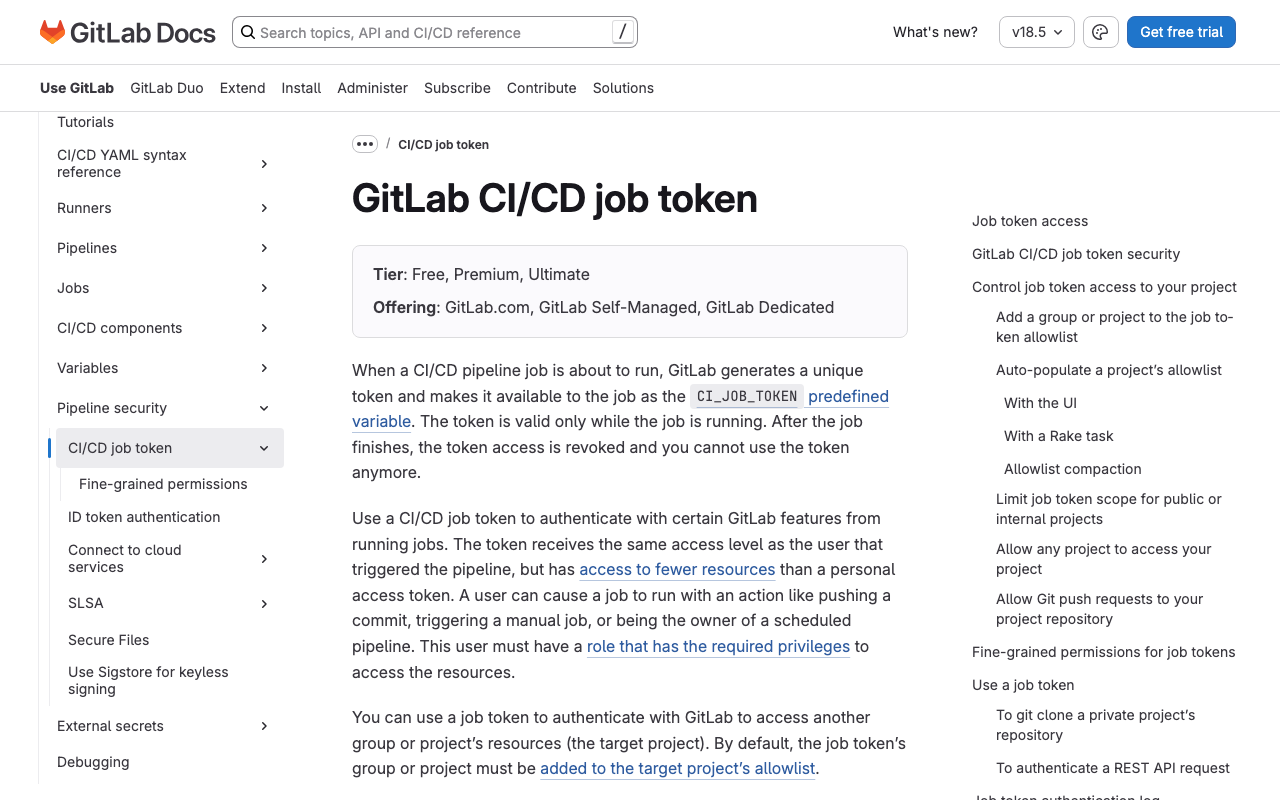 GitLab Docs
Search topics, API and CI/CD reference
/
What's new?
v18.5
Get free trial
Use GitLab
GitLab Duo
Extend
Install
Administer
Subscribe
Contribute
Solutions
Tutorials
CI/CD YAML syntax
reference
Runners
Pipelines
Jobs
CI/CD components
Variables
Pipeline security
CI/CD job token
Fine-grained permissions
ID token authentication
Connect to cloud
services
SLSA
Secure Files
Use Sigstore for keyless
signing
External secrets
Debugging
••• / CI/CD job token
GitLab CI/CD job token
Tier: Free, Premium, Ultimate
Offering: GitLab.com, GitLab Self-Managed, GitLab Dedicated
When a CI/CD pipeline job is about to run, GitLab generates a unique
token and makes it available to the job as the CI_JOB_TOKEN predefined
variable. The token is valid only while the job is running. After the job
finishes, the token access is revoked and you cannot use the token
anymore.
Use a CI/CD job token to authenticate with certain GitLab features from
running jobs. The token receives the same access level as the user that
triggered the pipeline, but has access to fewer resources than a personal
access token. A user can cause a job to run with an action like pushing a
commit, triggering a manual job, or being the owner of a scheduled
pipeline. This user must have a role that has the required privileges to
access the resources.
You can use a job token to authenticate with GitLab to access another
group or project’s resources (the target project). By default, the job token’s
group or project must be added to the target project’s allowlist.
Job token access
GitLab CI/CD job token security
Control job token access to your project
Add a group or project to the job to-
ken allowlist
Auto-populate a project’s allowlist
With the UI
With a Rake task
Allowlist compaction
Limit job token scope for public or
internal projects
Allow any project to access your
project
Allow Git push requests to your
project repository
Fine-grained permissions for job tokens
Use a job token
To git clone a private project’s
repository
To authenticate a REST API request
Job token authentication log